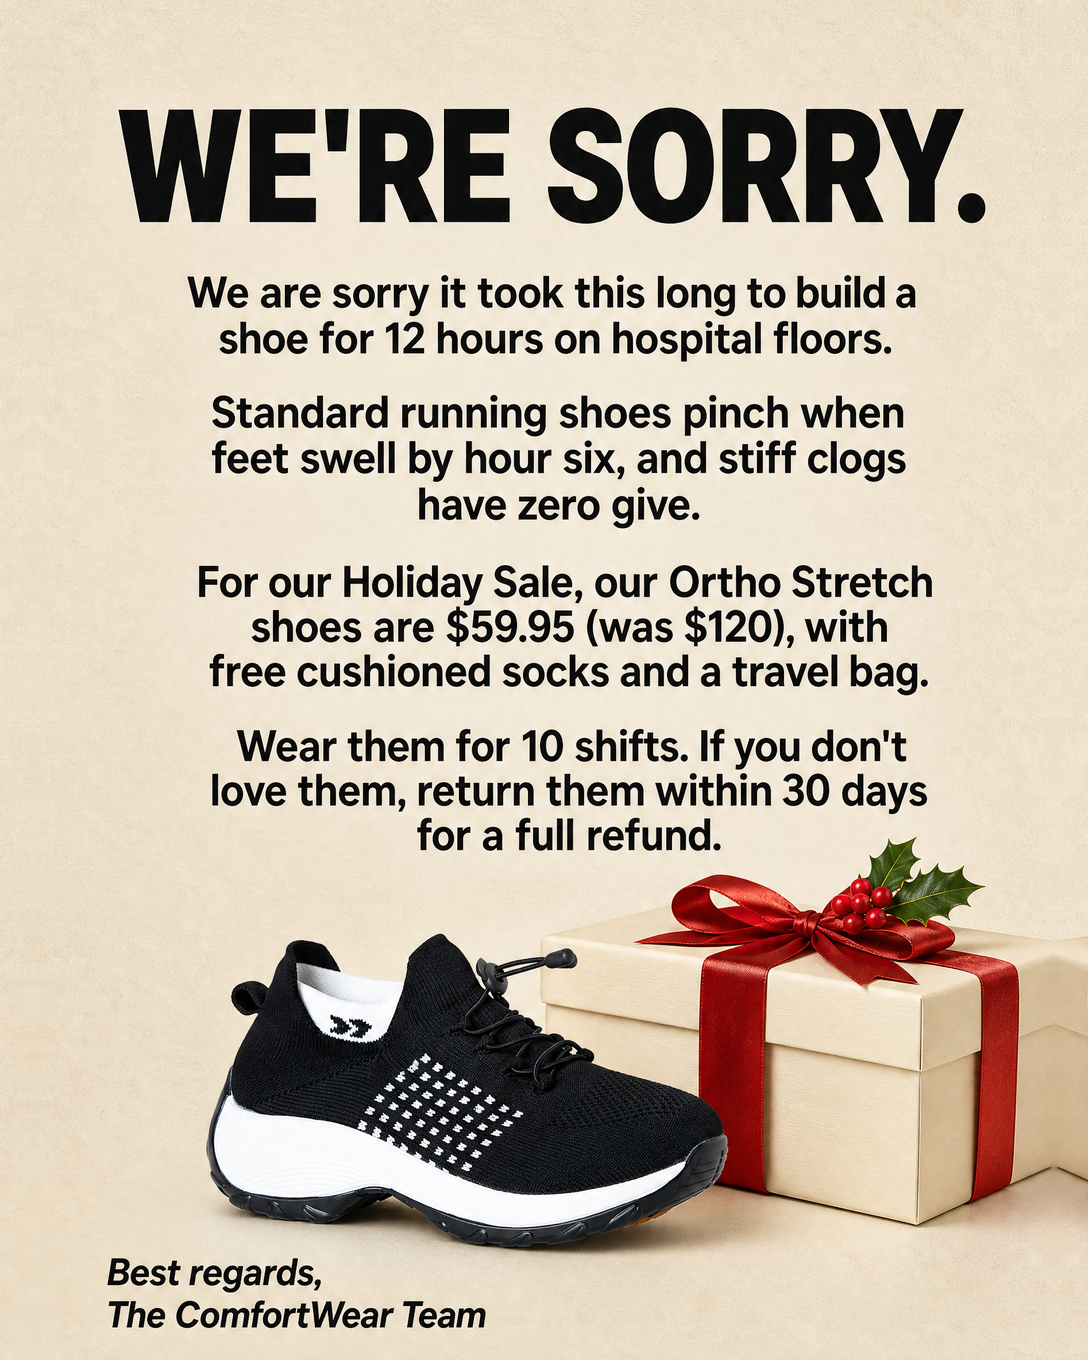 WE'RE SORRY.
We are sorry it took this long to build a
shoe for 12 hours on hospital floors.
Standard running shoes pinch when
feet swell by hour six, and stiff clogs
have zero give.
For our Holiday Sale, our Ortho Stretch
shoes are $59.95 (was $120), with
free cushioned socks and a travel bag.
Wear them for 10 shifts. If you don't
love them, return them within 30 days
for a full refund.
Best regards,
The ComfortWear Team